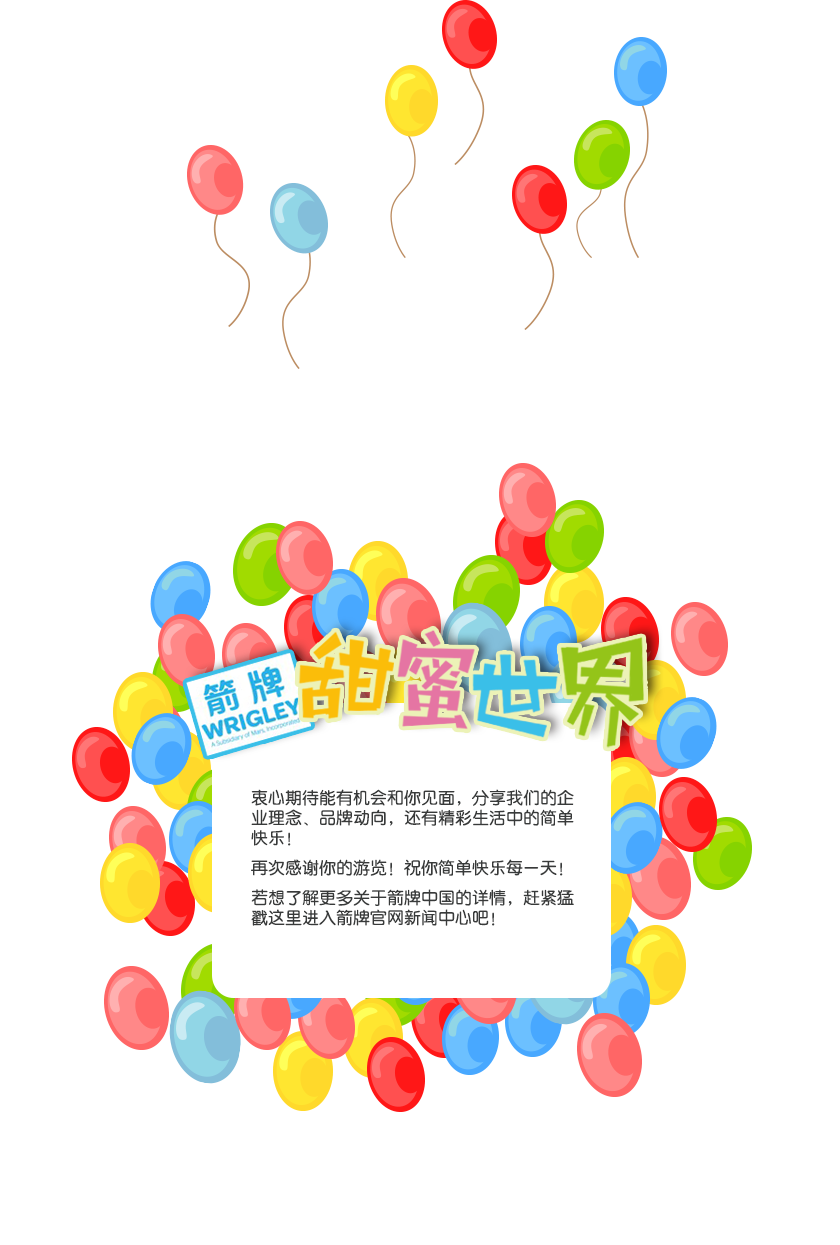 箭牌
WRIGLEY
A Subsidiary of Mars, Incorporated
甜蜜世界
衷心期待能有机会和你见面，分享我们的企
业理念、品牌动向，还有精彩生活中的简单
快乐！
再次感谢你的游览！祝你简单快乐每一天！
若想了解更多关于箭牌中国的详情，赶紧猛
戳这里进入箭牌官网新闻中心吧！